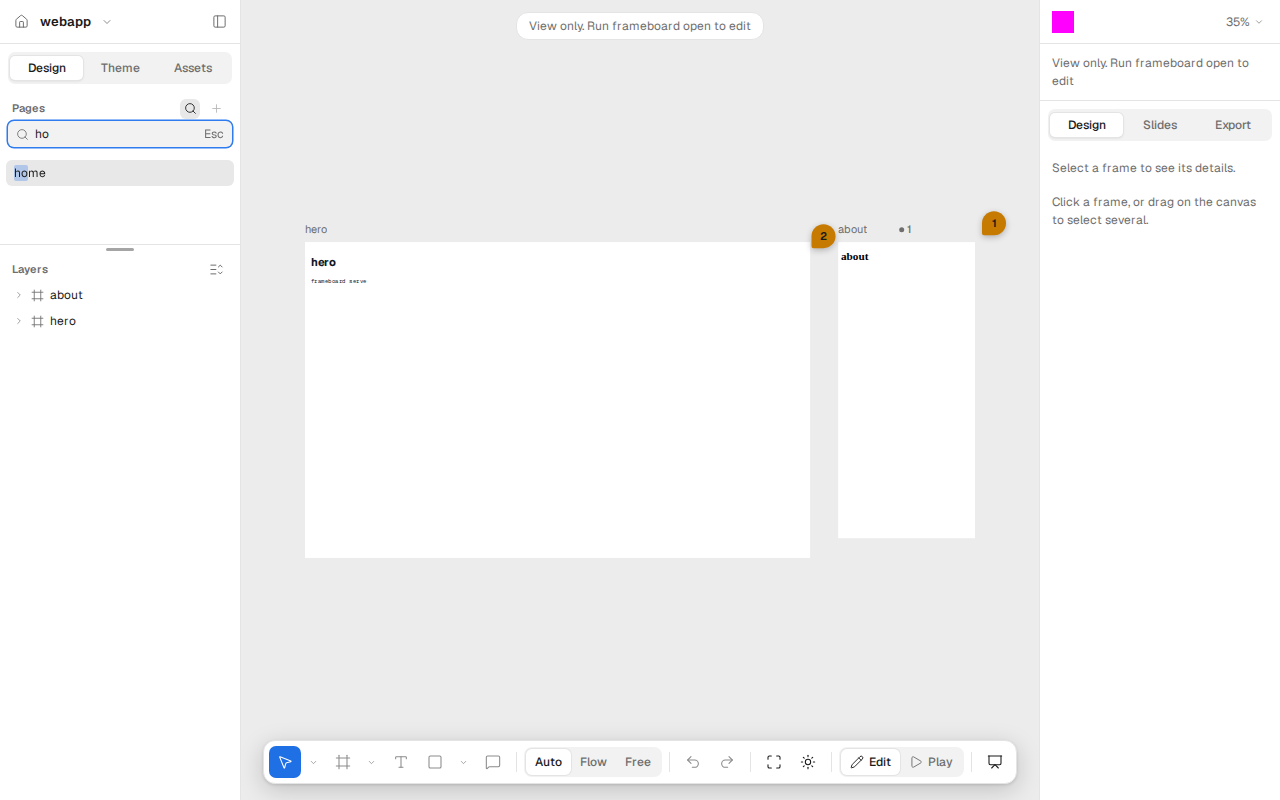 webapp
View only. Run frameboard open to edit
35%
View only. Run frameboard open to
edit
Design Theme Assets
Design Slides Export
Pages
ho Esc
home
Select a frame to see its details.
Click a frame, or drag on the canvas
to select several.
hero
2
about
1
1
hero
frameboard serve
about
Layers
about
hero
Auto Flow Free
Edit Play